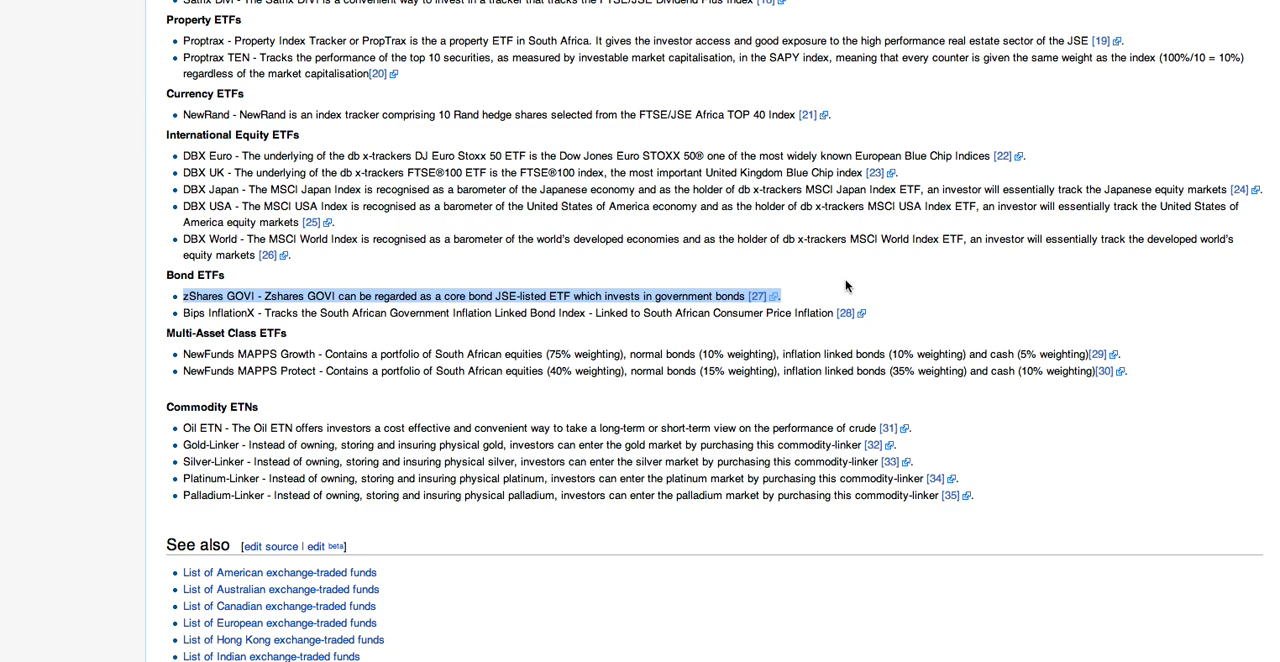 Satrix Divi - The Satrix DIVI is a convenient way to invest in a tracker that tracks the FTSE/JSE Dividend Plus Index [18]
Property ETFs
Proptrax - Property Index Tracker or PropTrax is the a property ETF in South Africa. It gives the investor access and good exposure to the high performance real estate sector of the JSE [19].
Proptrax TEN - Tracks the performance of the top 10 securities, as measured by investable market capitalisation, in the SAPY index, meaning that every counter is given the same weight as the index (100%/10 = 10%)
regardless of the market capitalisation[20]
Currency ETFs
NewRand - NewRand is an index tracker comprising 10 Rand hedge shares selected from the FTSE/JSE Africa TOP 40 Index [21].
International Equity ETFs
DBX Euro - The underlying of the db x-trackers DJ Euro Stoxx 50 ETF is the Dow Jones Euro STOXX 50® one of the most widely known European Blue Chip Indices [22].
DBX UK - The underlying of the db x-trackers FTSE®100 ETF is the FTSE®100 index, the most important United Kingdom Blue Chip index [23].
DBX Japan - The MSCI Japan Index is recognised as a barometer of the Japanese economy and as the holder of db x-trackers MSCI Japan Index ETF, an investor will essentially track the Japanese equity markets [24].
DBX USA - The MSCI USA Index is recognised as a barometer of the United States of America economy and as the holder of db x-trackers MSCI USA Index ETF, an investor will essentially track the United States of
America equity markets [25].
DBX World - The MSCI World Index is recognised as a barometer of the world's developed economies and as the holder of db x-trackers MSCI World Index ETF, an investor will essentially track the developed world's
equity markets [26].
Bond ETFs
zShares GOVI - Zshares GOVI can be regarded as a core bond JSE-listed ETF which invests in government bonds [27].
Bips InflationX - Tracks the South African Government Inflation Linked Bond Index - Linked to South African Consumer Price Inflation [28]
Multi-Asset Class ETFs
NewFunds MAPPS Growth - Contains a portfolio of South African equities (75% weighting), normal bonds (10% weighting), inflation linked bonds (10% weighting) and cash (5% weighting)[29].
NewFunds MAPPS Protect - Contains a portfolio of South African equities (40% weighting), normal bonds (15% weighting), inflation linked bonds (35% weighting) and cash (10% weighting)[30].
Commodity ETNs
Oil ETN - The Oil ETN offers investors a cost effective and convenient way to take a long-term or short-term view on the performance of crude [31].
Gold-Linker - Instead of owning, storing and insuring physical gold, investors can enter the gold market by purchasing this commodity-linker [32].
Silver-Linker - Instead of owning, storing and insuring physical silver, investors can enter the silver market by purchasing this commodity-linker [33].
Platinum-Linker - Instead of owning, storing and insuring physical platinum, investors can enter the platinum market by purchasing this commodity-linker [34].
Palladium-Linker - Instead of owning, storing and insuring physical palladium, investors can enter the palladium market by purchasing this commodity-linker [35].
See also [edit source | edit beta]
List of American exchange-traded funds
List of Australian exchange-traded funds
List of Canadian exchange-traded funds
List of European exchange-traded funds
List of Hong Kong exchange-traded funds
List of Indian exchange-traded funds